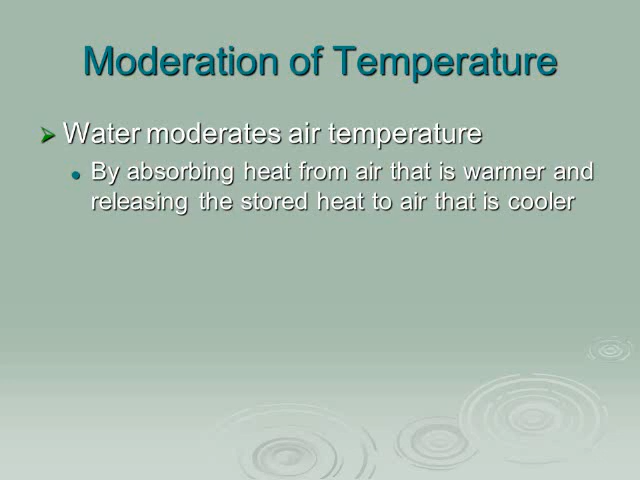 Moderation of Temperature
Water moderates air temperature
By absorbing heat from air that is warmer and
releasing the stored heat to air that is cooler